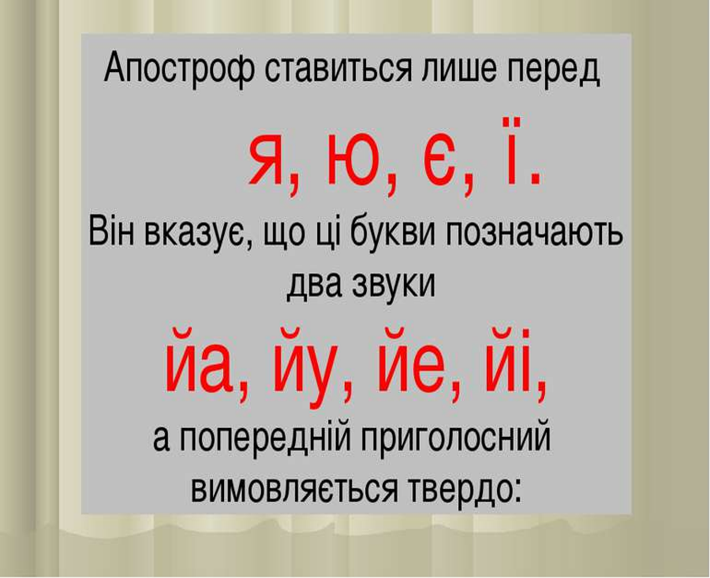 Апостроф ставиться лише перед
я, ю, є, ї.
Він вказує, що ці букви позначають
два звуки
йа, йу, йе, йі,
а попередній приголосний
вимовляється твердо: